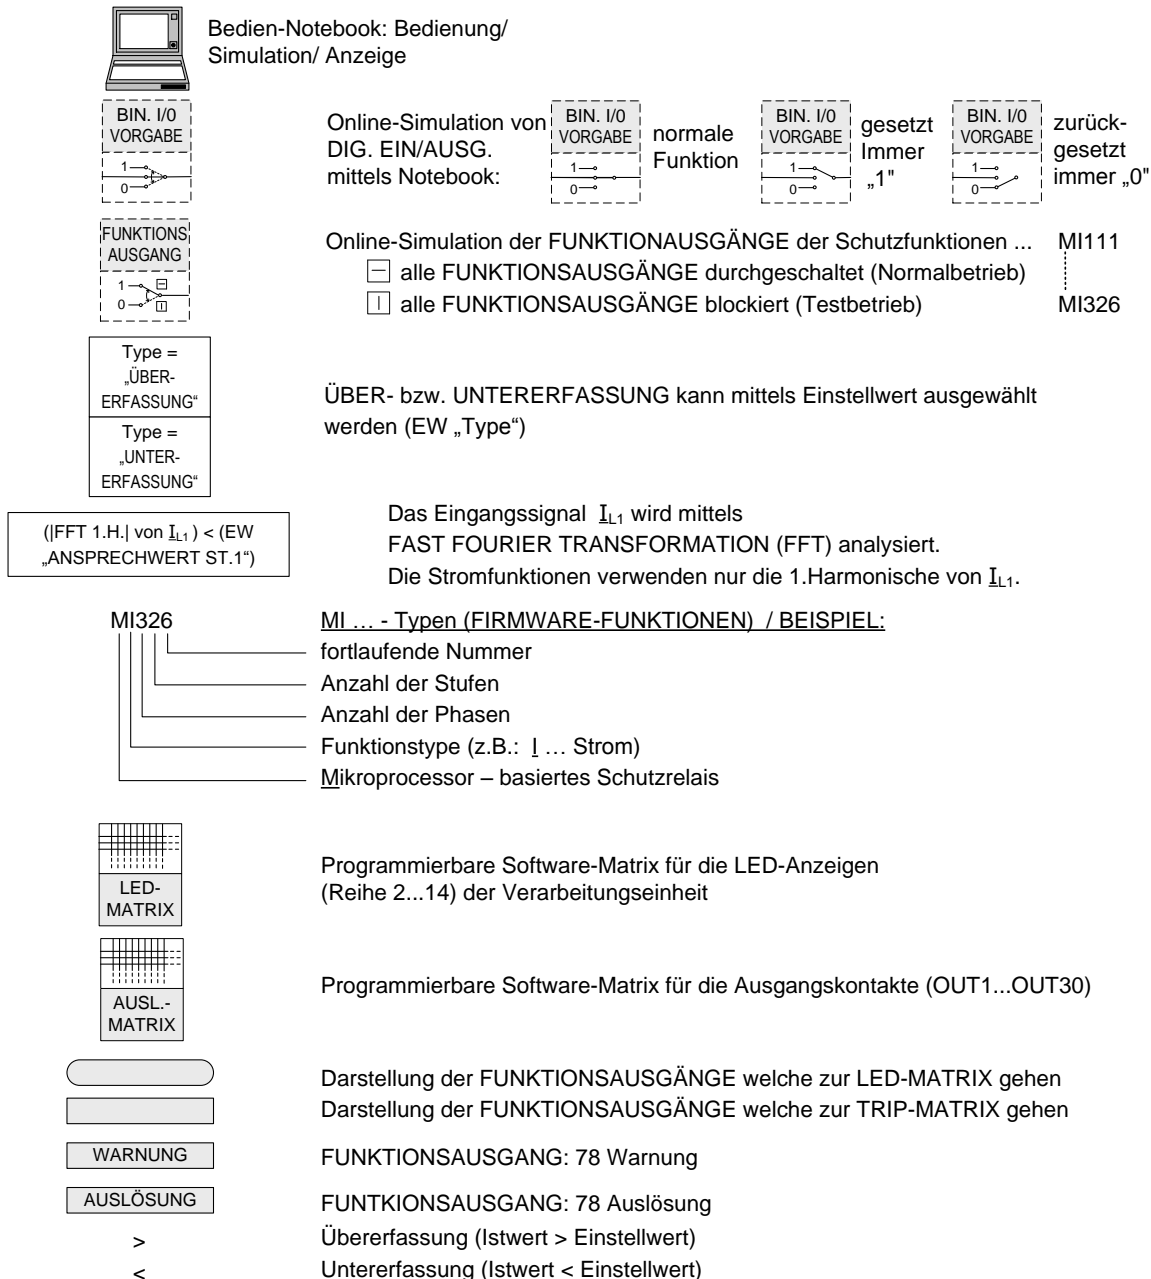 Bedien-Notebook: Bedienung/
Simulation/ Anzeige
BIN. I/0
VORGABE
1
0
Online-Simulation von
DIG. EIN/AUSG.
mittels Notebook:
BIN. I/0
VORGABE
1
0
normale
Funktion
BIN. I/0
VORGABE
1
0
gesetzt
Immer
„1"
BIN. I/0
VORGABE
1
0
zurück-
gesetzt
immer „0"
FUNKTIONS
AUSGANG
1
0
Online-Simulation der FUNKTIONAUSGÄNGE der Schutzfunktionen ... MI111
alle FUNKTIONSAUSGÄNGE durchgeschaltet (Normalbetrieb)
alle FUNKTIONSAUSGÄNGE blockiert (Testbetrieb) MI326
Type =
„ÜBER-
ERFASSUNG“
Type =
„UNTER-
ERFASSUNG“
ÜBER- bzw. UNTERERFASSUNG kann mittels Einstellwert ausgewählt
werden (EW „Type“)
(|FFT 1.H.| von I_L1 ) < (EW
„ANSPRECHWERT ST.1“)
Das Eingangssignal I_L1 wird mittels
FAST FOURIER TRANSFORMATION (FFT) analysiert.
Die Stromfunktionen verwenden nur die 1.Harmonische von I_L1.
MI326
MI … - Typen (FIRMWARE-FUNKTIONEN) / BEISPIEL:
fortlaufende Nummer
Anzahl der Stufen
Anzahl der Phasen
Funktionstype (z.B.: I … Strom)
Mikroprocessor – basiertes Schutzrelais
LED-
MATRIX
Programmierbare Software-Matrix für die LED-Anzeigen
(Reihe 2...14) der Verarbeitungseinheit
AUSL.-
MATRIX
Programmierbare Software-Matrix für die Ausgangskontakte (OUT1...OUT30)
Darstellung der FUNKTIONSAUSGÄNGE welche zur LED-MATRIX gehen
Darstellung der FUNKTIONSAUSGÄNGE welche zur TRIP-MATRIX gehen
WARNUNG FUNKTIONSAUSGANG: 78 Warnung
AUSLÖSUNG FUNTKIONSAUSGANG: 78 Auslösung
> Übererfassung (Istwert > Einstellwert)
< Untererfassung (Istwert < Einstellwert)